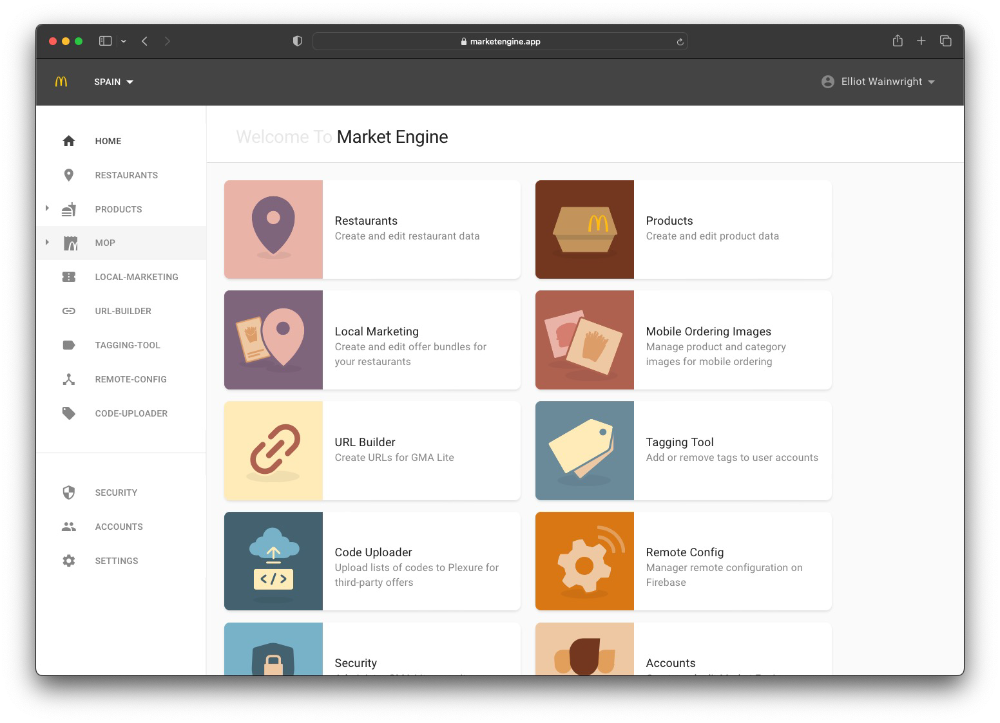 marketengine.app
SPAIN
Elliot Wainwright
HOME
RESTAURANTS
PRODUCTS
MOP
LOCAL-MARKETING
URL-BUILDER
TAGGING-TOOL
REMOTE-CONFIG
CODE-UPLOADER
SECURITY
ACCOUNTS
SETTINGS
Welcome To Market Engine
Restaurants
Create and edit restaurant data
Products
Create and edit product data
Local Marketing
Create and edit offer bundles for
your restaurants
Mobile Ordering Images
Manage product and category
images for mobile ordering
URL Builder
Create URLs for GMA Lite
Tagging Tool
Add or remove tags to user accounts
</>
Code Uploader
Upload lists of codes to Plexure for
third-party offers
Remote Config
Manager remote configuration on
Firebase
Security
Accounts